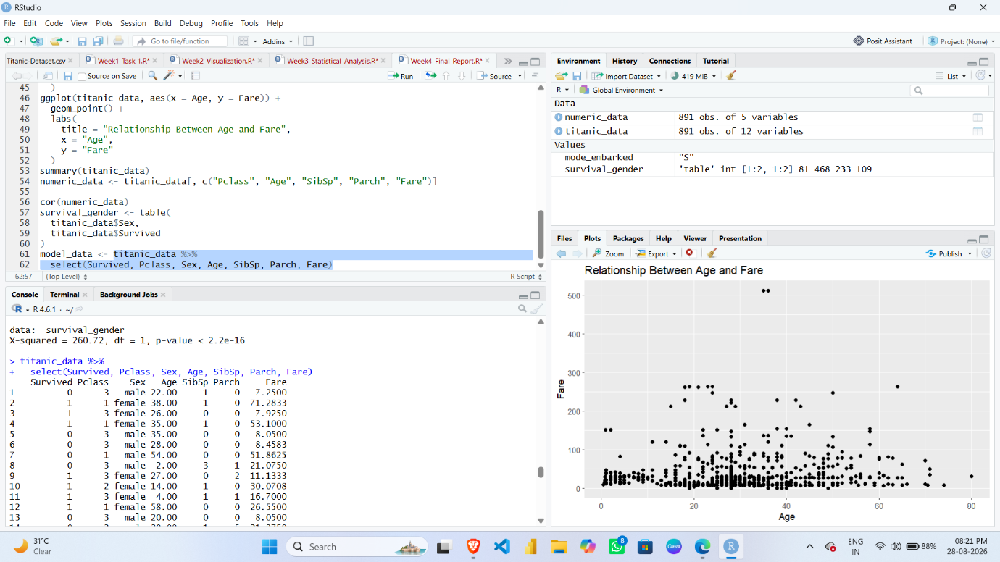 RStudio
File Edit Code View Plots Session Build Debug Profile Tools Help
Go to file/function Addins Posit Assistant Project: (None)
Titanic-Dataset.csv Week1_Task 1.R* Week2_Visualization.R* Week3_Statistical_Analysis.R* Week4_Final_Report.R*
Source on Save Run Source
45 )
46 ggplot(titanic_data, aes(x = Age, y = Fare)) +
47 geom_point() +
48 labs(
49 title = "Relationship Between Age and Fare",
50 x = "Age",
51 y = "Fare"
52 )
53 summary(titanic_data)
54 numeric_data <- titanic_data[, c("Pclass", "Age", "SibSp", "Parch", "Fare")]
55
56 cor(numeric_data)
57 survival_gender <- table(
58 titanic_data$Sex,
59 titanic_data$Survived
60 )
61 model_data <- titanic_data %>%
62 select(Survived, Pclass, Sex, Age, SibSp, Parch, Fare)
62:57 (Top Level) R Script
Console Terminal Background Jobs
R 4.6.1 · ~/
data: survival_gender
X-squared = 260.72, df = 1, p-value < 2.2e-16
> titanic_data %>%
+ select(Survived, Pclass, Sex, Age, SibSp, Parch, Fare)
Survived Pclass Sex Age SibSp Parch Fare
1 0 3 male 22.00 1 0 7.2500
2 1 1 female 38.00 1 0 71.2833
3 1 3 female 26.00 0 0 7.9250
4 1 1 female 35.00 1 0 53.1000
5 0 3 male 35.00 0 0 8.0500
6 0 3 male 28.00 0 0 8.4583
7 0 1 male 54.00 0 0 51.8625
8 0 3 male 2.00 3 1 21.0750
9 1 3 female 27.00 0 2 11.1333
10 1 2 female 14.00 1 0 30.0708
11 1 3 female 4.00 1 1 16.7000
12 1 1 female 58.00 0 0 26.5500
13 0 3 male 20.00 0 0 8.0500
Environment History Connections Tutorial
Import Dataset 419 MiB List
R Global Environment
Data
numeric_data 891 obs. of 5 variables
titanic_data 891 obs. of 12 variables
Values
mode_embarked "S"
survival_gender 'table' int [1:2, 1:2] 81 468 233 109
Files Plots Packages Help Viewer Presentation
Zoom Export Publish
Relationship Between Age and Fare
500
400
300
200
100
0
Fare
0 20 40 60 80
Age
31°C
Clear
Search
8
ENG
IN
88%
08:21 PM
28-08-2026